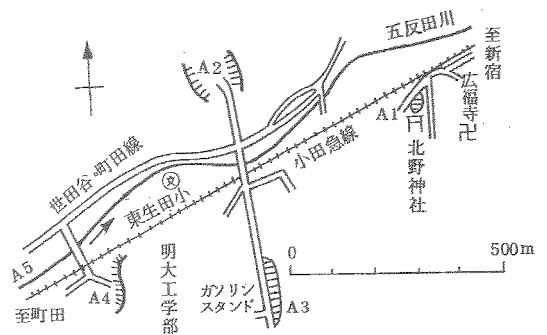 五反田川
至新宿
広福寺
卍
A1
北野神社
A2
小田急線
世田谷・町田線
文
東生田小
A5
A4
至町田
明大工学部
ガソリン
スタンド
A3
0 500m